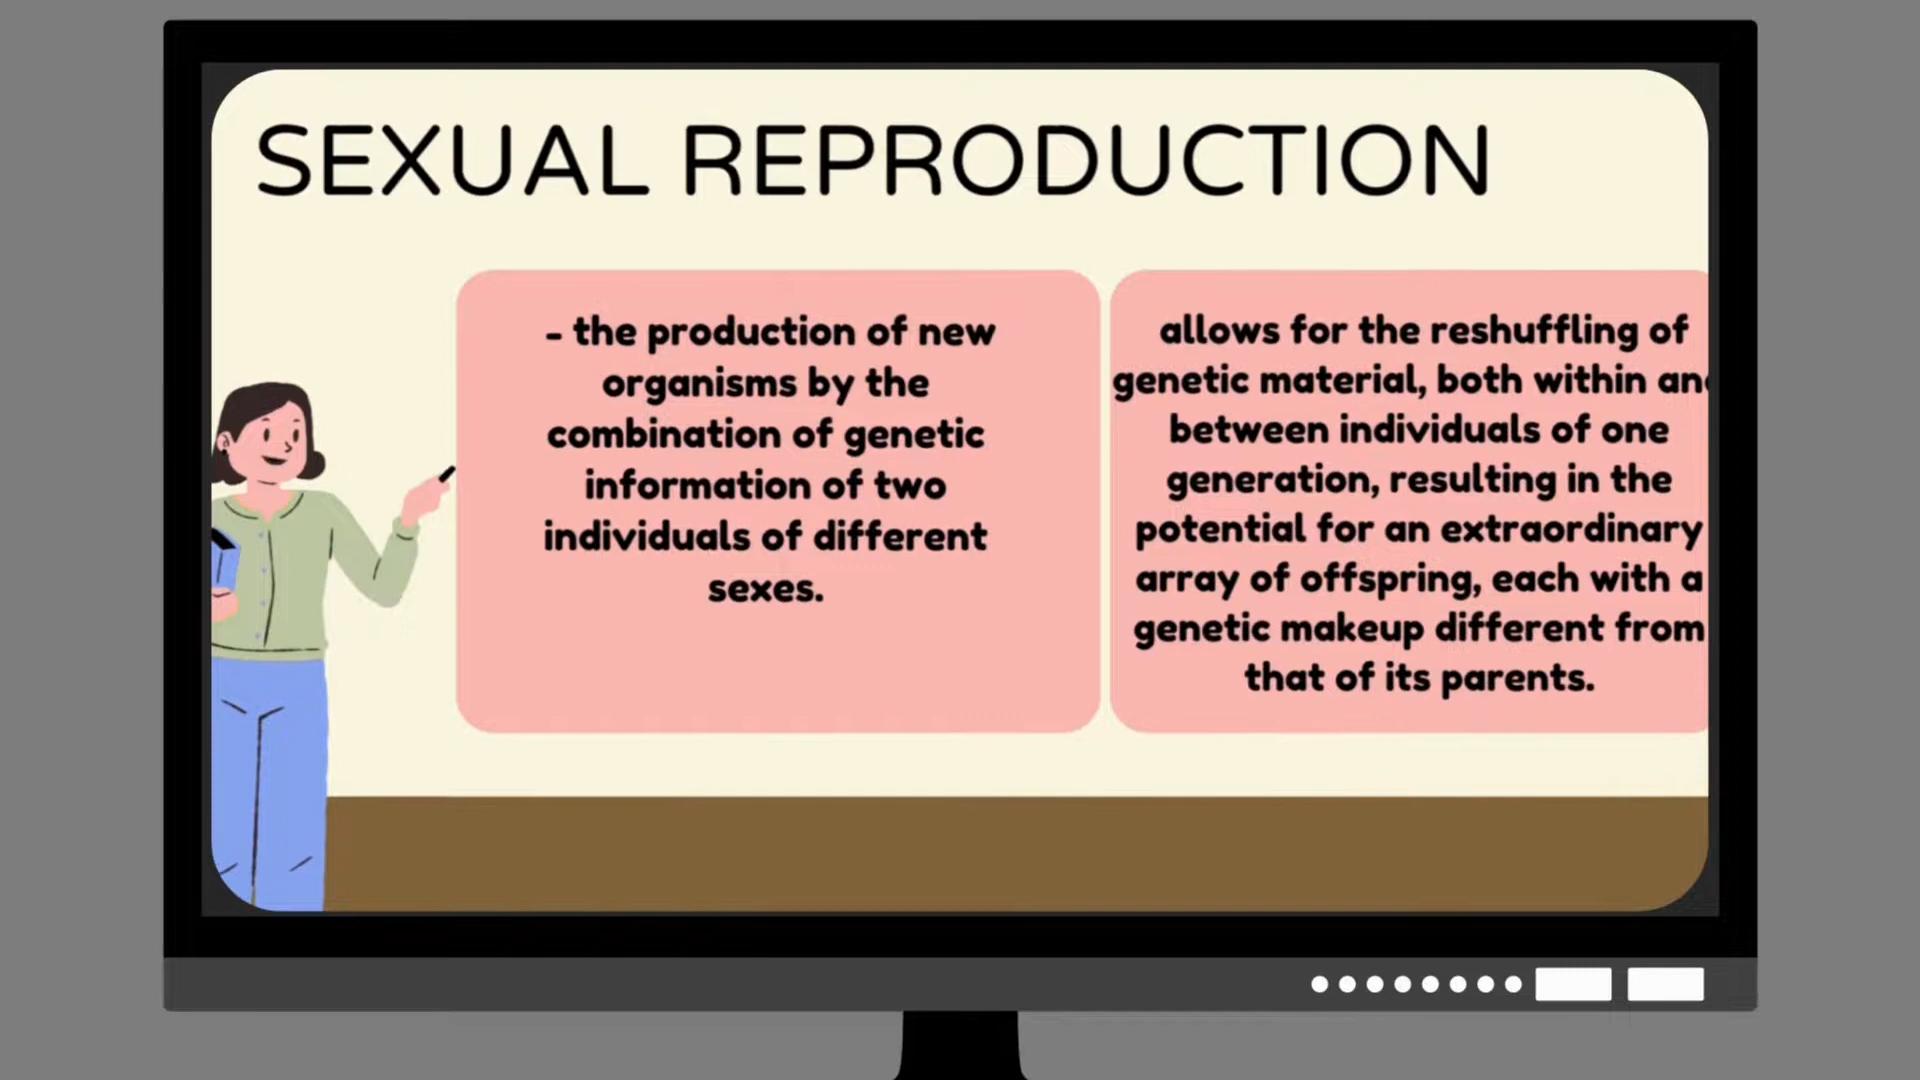 SEXUAL REPRODUCTION
- the production of new
organisms by the
combination of genetic
information of two
individuals of different
sexes.
allows for the reshuffling of
genetic material, both within and
between individuals of one
generation, resulting in the
potential for an extraordinary
array of offspring, each with a
genetic makeup different from
that of its parents.